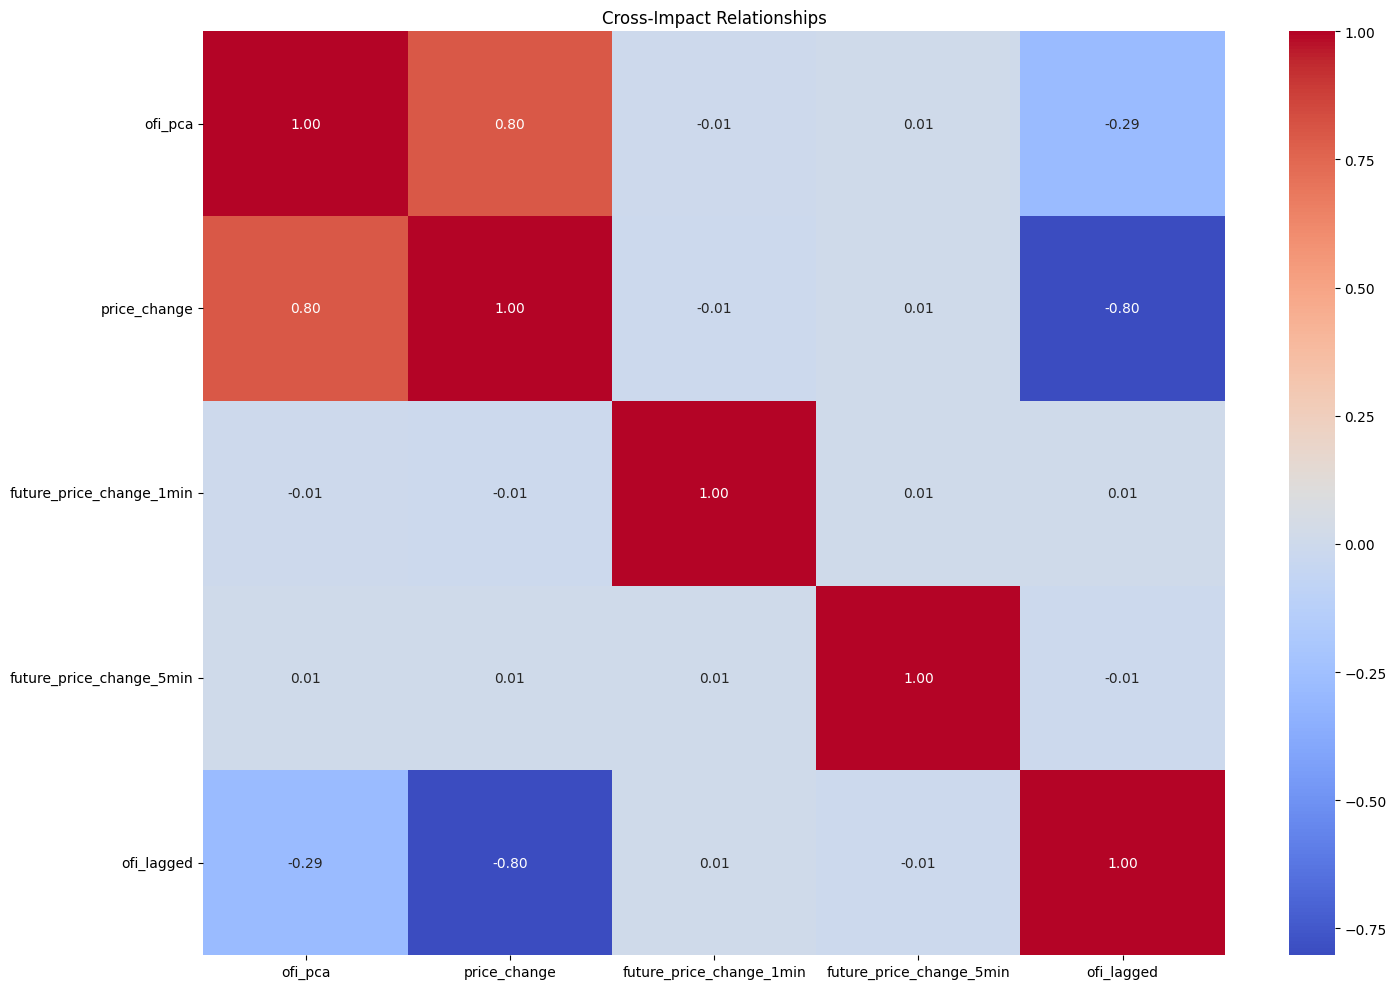 Cross-Impact Relationships
ofi_pca 1.00 0.80 -0.01 0.01 -0.29
price_change 0.80 1.00 -0.01 0.01 -0.80
future_price_change_1min -0.01 -0.01 1.00 0.01 0.01
future_price_change_5min 0.01 0.01 0.01 1.00 -0.01
ofi_lagged -0.29 -0.80 0.01 -0.01 1.00
ofi_pca price_change future_price_change_1min future_price_change_5min ofi_lagged
1.00
0.75
0.50
0.25
0.00
−0.25
−0.50
−0.75